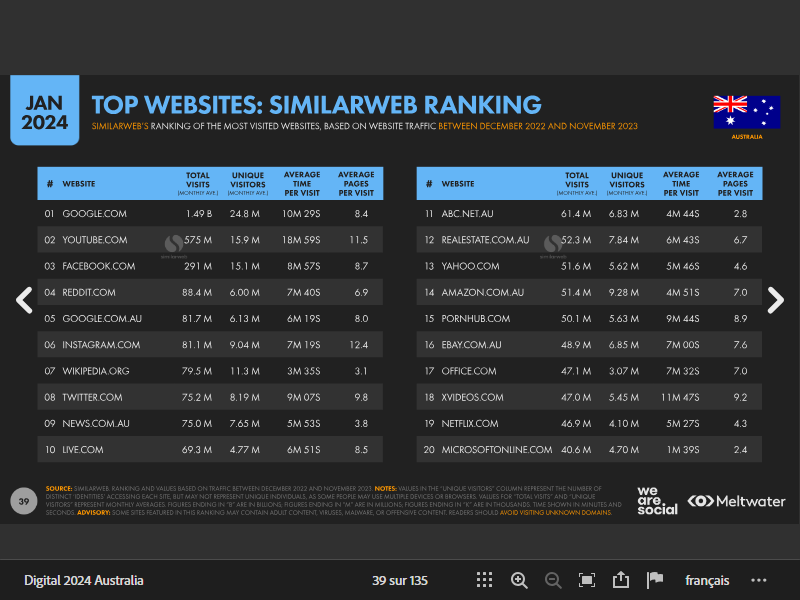 JAN
2024
TOP WEBSITES: SIMILARWEB RANKING
SIMILARWEB'S RANKING OF THE MOST VISITED WEBSITES, BASED ON WEBSITE TRAFFIC BETWEEN DECEMBER 2022 AND NOVEMBER 2023
AUSTRALIA
# WEBSITE TOTAL VISITS (MONTHLY AVE.) UNIQUE VISITORS (MONTHLY AVE.) AVERAGE TIME PER VISIT AVERAGE PAGES PER VISIT
01 GOOGLE.COM 1.49 B 24.8 M 10M 29S 8.4
02 YOUTUBE.COM 575 M 15.9 M 18M 59S 11.5
03 FACEBOOK.COM 291 M 15.1 M 8M 57S 8.7
04 REDDIT.COM 88.4 M 6.00 M 7M 40S 6.9
05 GOOGLE.COM.AU 81.7 M 6.13 M 6M 19S 8.0
06 INSTAGRAM.COM 81.1 M 9.04 M 7M 19S 12.4
07 WIKIPEDIA.ORG 79.5 M 11.3 M 3M 35S 3.1
08 TWITTER.COM 75.2 M 8.19 M 9M 07S 9.8
09 NEWS.COM.AU 75.0 M 7.65 M 5M 53S 3.8
10 LIVE.COM 69.3 M 4.77 M 6M 51S 8.5
# WEBSITE TOTAL VISITS (MONTHLY AVE.) UNIQUE VISITORS (MONTHLY AVE.) AVERAGE TIME PER VISIT AVERAGE PAGES PER VISIT
11 ABC.NET.AU 61.4 M 6.83 M 4M 44S 2.8
12 REALESTATE.COM.AU 52.3 M 7.84 M 6M 43S 6.7
13 YAHOO.COM 51.6 M 5.62 M 5M 46S 4.6
14 AMAZON.COM.AU 51.4 M 9.28 M 4M 51S 7.0
15 PORNHUB.COM 50.1 M 5.63 M 9M 44S 8.9
16 EBAY.COM.AU 48.9 M 6.85 M 7M 00S 7.6
17 OFFICE.COM 47.1 M 3.07 M 7M 32S 7.0
18 XVIDEOS.COM 47.0 M 5.45 M 11M 47S 9.2
19 NETFLIX.COM 46.9 M 4.10 M 5M 27S 4.3
20 MICROSOFTONLINE.COM 40.6 M 4.70 M 1M 39S 2.4
39
SOURCE: SIMILARWEB. RANKING AND VALUES BASED ON TRAFFIC BETWEEN DECEMBER 2022 AND NOVEMBER 2023. NOTES: VALUES IN THE "UNIQUE VISITORS" COLUMN REPRESENT THE NUMBER OF
DISTINCT 'IDENTITIES' ACCESSING EACH SITE, BUT MAY NOT REPRESENT UNIQUE INDIVIDUALS, AS SOME PEOPLE MAY USE MULTIPLE DEVICES OR BROWSERS. VALUES FOR "TOTAL VISITS" AND "UNIQUE
VISITORS" REPRESENT MONTHLY AVERAGES. FIGURES ENDING IN "B" ARE IN BILLIONS; FIGURES ENDING IN "M" ARE IN MILLIONS; FIGURES ENDING IN "K" ARE IN THOUSANDS. TIME SHOWN IN MINUTES AND
SECONDS. ADVISORY: SOME SITES FEATURED IN THIS RANKING MAY CONTAIN ADULT CONTENT, VIRUSES, MALWARE, OR OFFENSIVE CONTENT. READERS SHOULD AVOID VISITING UNKNOWN DOMAINS.
we
are.
social
Meltwater
Digital 2024 Australia
39 sur 135
français